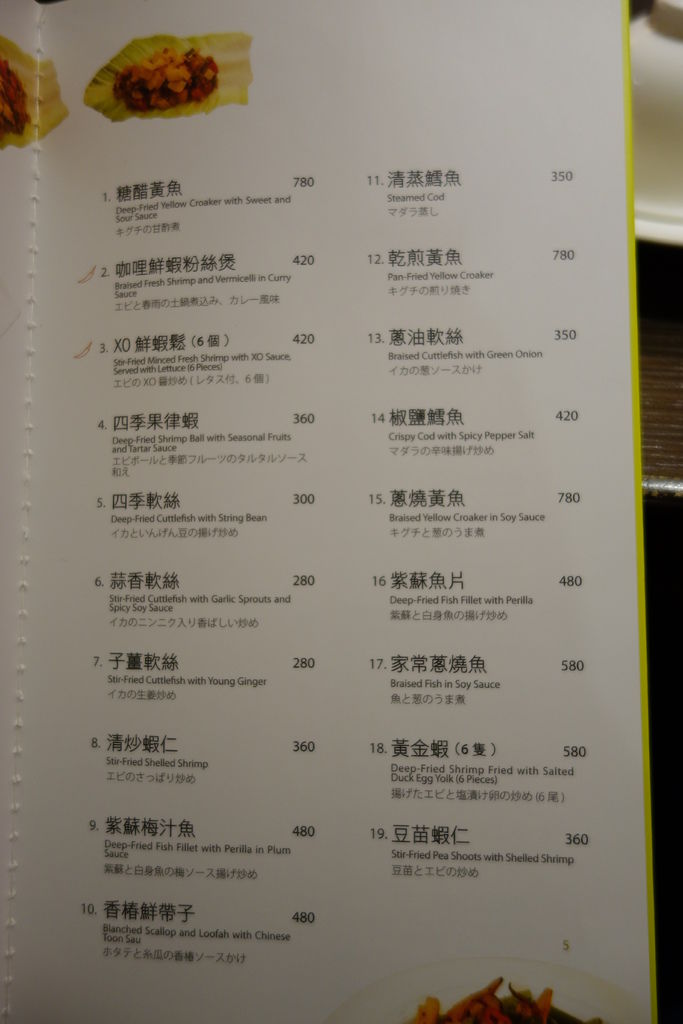 1. 糖醋黃魚 780
Deep-Fried Yellow Croaker with Sweet and
Sour Sauce
キグチの甘酢煮
2. 咖哩鮮蝦粉絲煲 420
Braised Fresh Shrimp and Vermicelli in Curry
Sauce
エビと春雨の土鍋煮込み、カレー風味
3. XO 鮮蝦鬆 (6 個) 420
Stir-Fried Minced Fresh Shrimp with XO Sauce,
Served with Lettuce (6 Pieces)
エビの XO 醤炒め ( レタス付、6 個 )
4. 四季果律蝦 360
Deep-Fried Shrimp Ball with Seasonal Fruits
and Tartar Sauce
エビボールと季節フルーツのタルタルソース
和え
5. 四季軟絲 300
Deep-Fried Cuttlefish with String Bean
イカといんげん豆の揚げ炒め
6. 蒜香軟絲 280
Stir-Fried Cuttlefish with Garlic Sprouts and
Spicy Soy Sauce
イカのニンニク入り香ばしい炒め
7. 子薑軟絲 280
Stir-Fried Cuttlefish with Young Ginger
イカの生姜炒め
8. 清炒蝦仁 360
Stir-Fried Shelled Shrimp
エビのさっぱり炒め
9. 紫蘇梅汁魚 480
Deep-Fried Fish Fillet with Perilla in Plum
Sauce
紫蘇と白身魚の梅ソース揚げ炒め
10. 香椿鮮帶子 480
Blanched Scallop and Loofah with Chinese
Toon Sau
ホタテと糸瓜の香椿ソースかけ
11. 清蒸鱈魚 350
Steamed Cod
マダラ蒸し
12. 乾煎黃魚 780
Pan-Fried Yellow Croaker
キグチの煎り焼き
13. 蔥油軟絲 350
Braised Cuttlefish with Green Onion
イカの葱ソースかけ
14 椒鹽鱈魚 420
Crispy Cod with Spicy Pepper Salt
マダラの辛味揚げ炒め
15. 蔥燒黃魚 780
Braised Yellow Croaker in Soy Sauce
キグチと葱のうま煮
16 紫蘇魚片 480
Deep-Fried Fish Fillet with Perilla
紫蘇と白身魚の揚げ炒め
17. 家常蔥燒魚 580
Braised Fish in Soy Sauce
魚と葱のうま煮
18. 黃金蝦 (6 隻) 580
Deep-Fried Shrimp Fried with Salted
Duck Egg Yolk (6 Pieces)
揚げたエビと塩漬け卵の炒め (6 尾 )
19. 豆苗蝦仁 360
Stir-Fried Pea Shoots with Shelled Shrimp
豆苗とエビの炒め
5